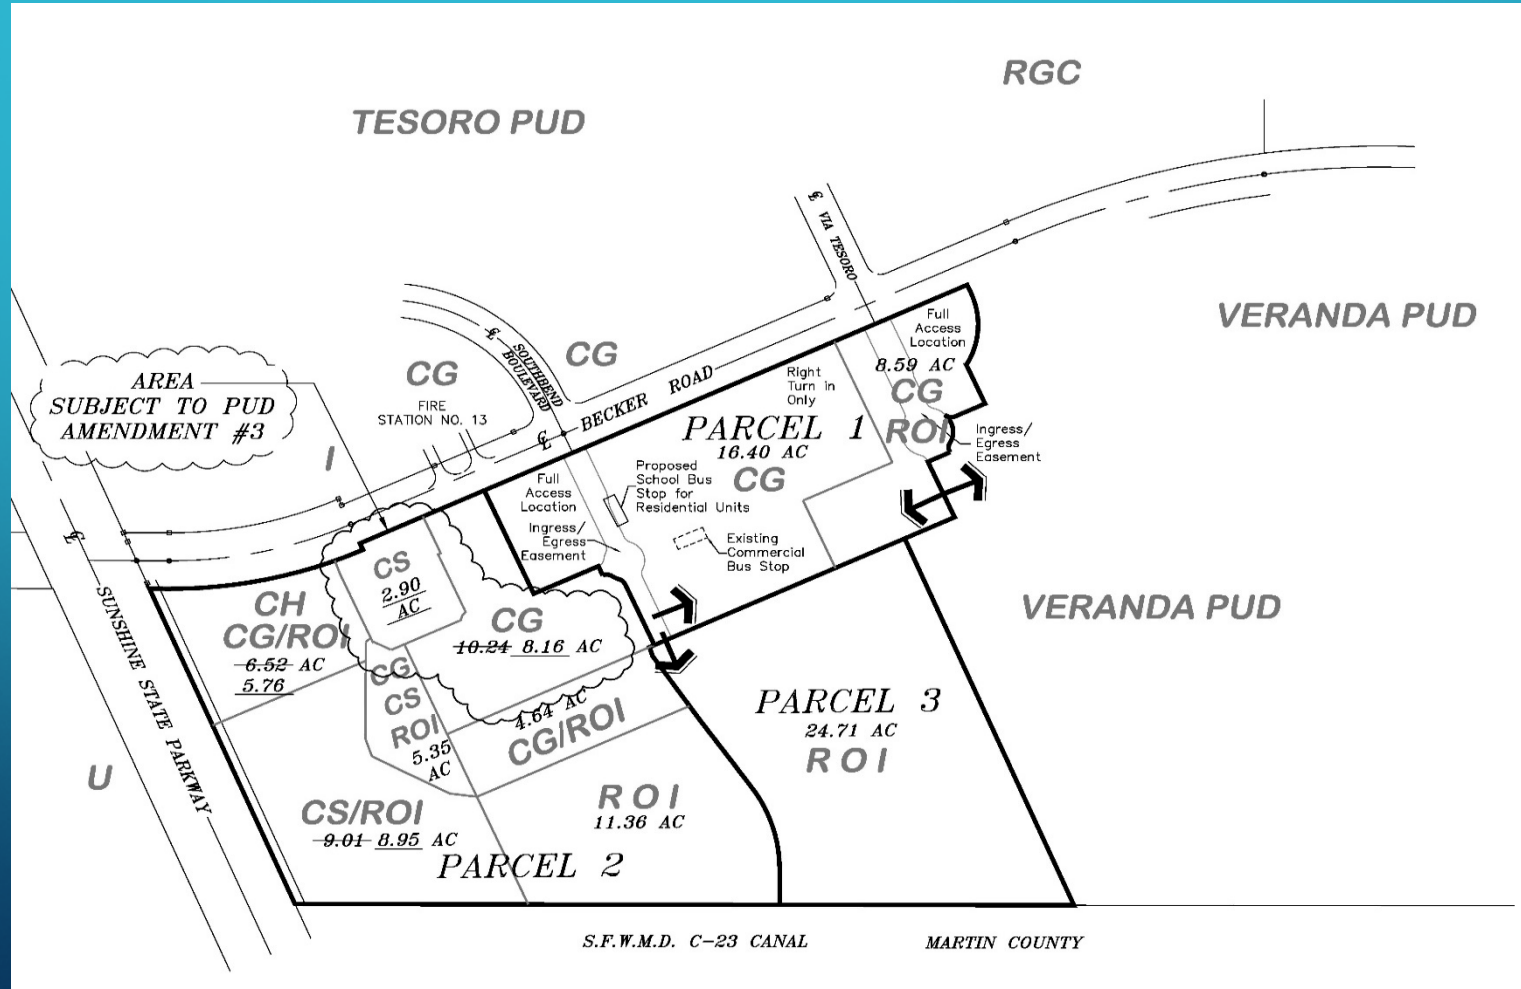 RGC
TESORO PUD
℄ VIA TESORO
VERANDA PUD
Full
Access
Location
8.59 AC
CG
ROI
℄ SOUTHBEND
BOULEVARD
CG
CG
FIRE
STATION NO. 13
AREA
SUBJECT TO PUD
AMENDMENT #3
I
℄
BECKER ROAD
Right
Turn In
Only
PARCEL 1
16.40 AC
CG
Ingress/
Egress
Easement
Proposed
School Bus
Stop for
Residential Units
Full
Access
Location
Ingress/
Egress
Easement
Existing
Commercial
Bus Stop
℄
SUNSHINE STATE PARKWAY
CS
2.90
AC
CH
CG/ROI
6.52 AC
5.76
CG
10.24 8.16 AC
VERANDA PUD
CG
CS
ROI
5.35
AC
4.64 AC
CG/ROI
PARCEL 3
24.71 AC
ROI
U
CS/ROI
9.01 8.95 AC
ROI
11.36 AC
PARCEL 2
S.F.W.M.D. C-23 CANAL
MARTIN COUNTY